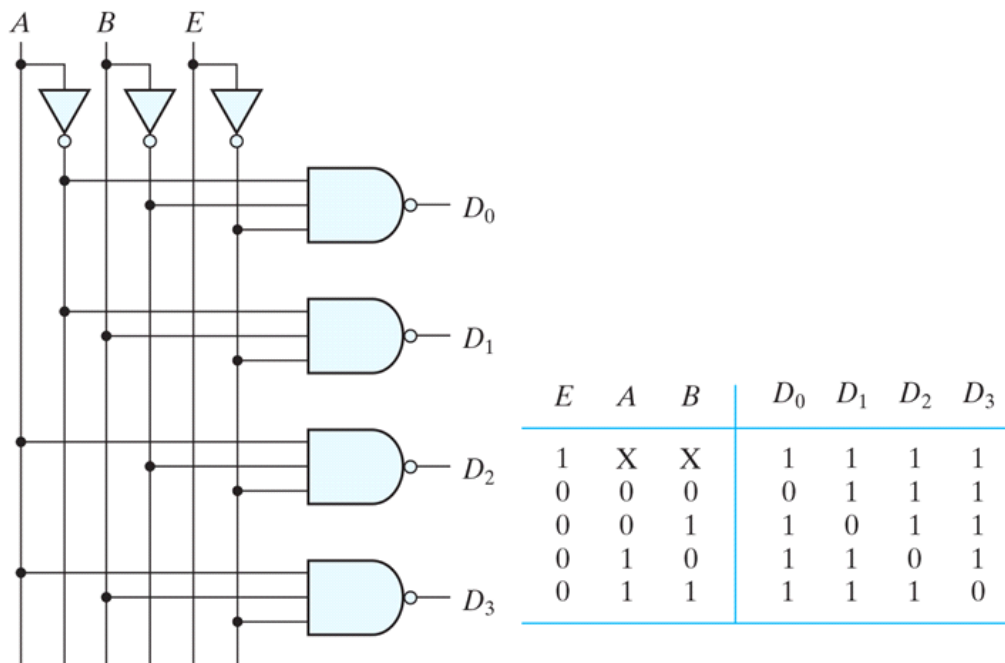 A B E
D0
D1
D2
D3
E A B D0 D1 D2 D3
1 X X 1 1 1 1
0 0 0 0 1 1 1
0 0 1 1 0 1 1
0 1 0 1 1 0 1
0 1 1 1 1 1 0